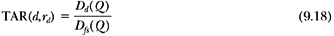 TAR(d,r_d) = D_d(Q) / D_fs(Q) (9.18)